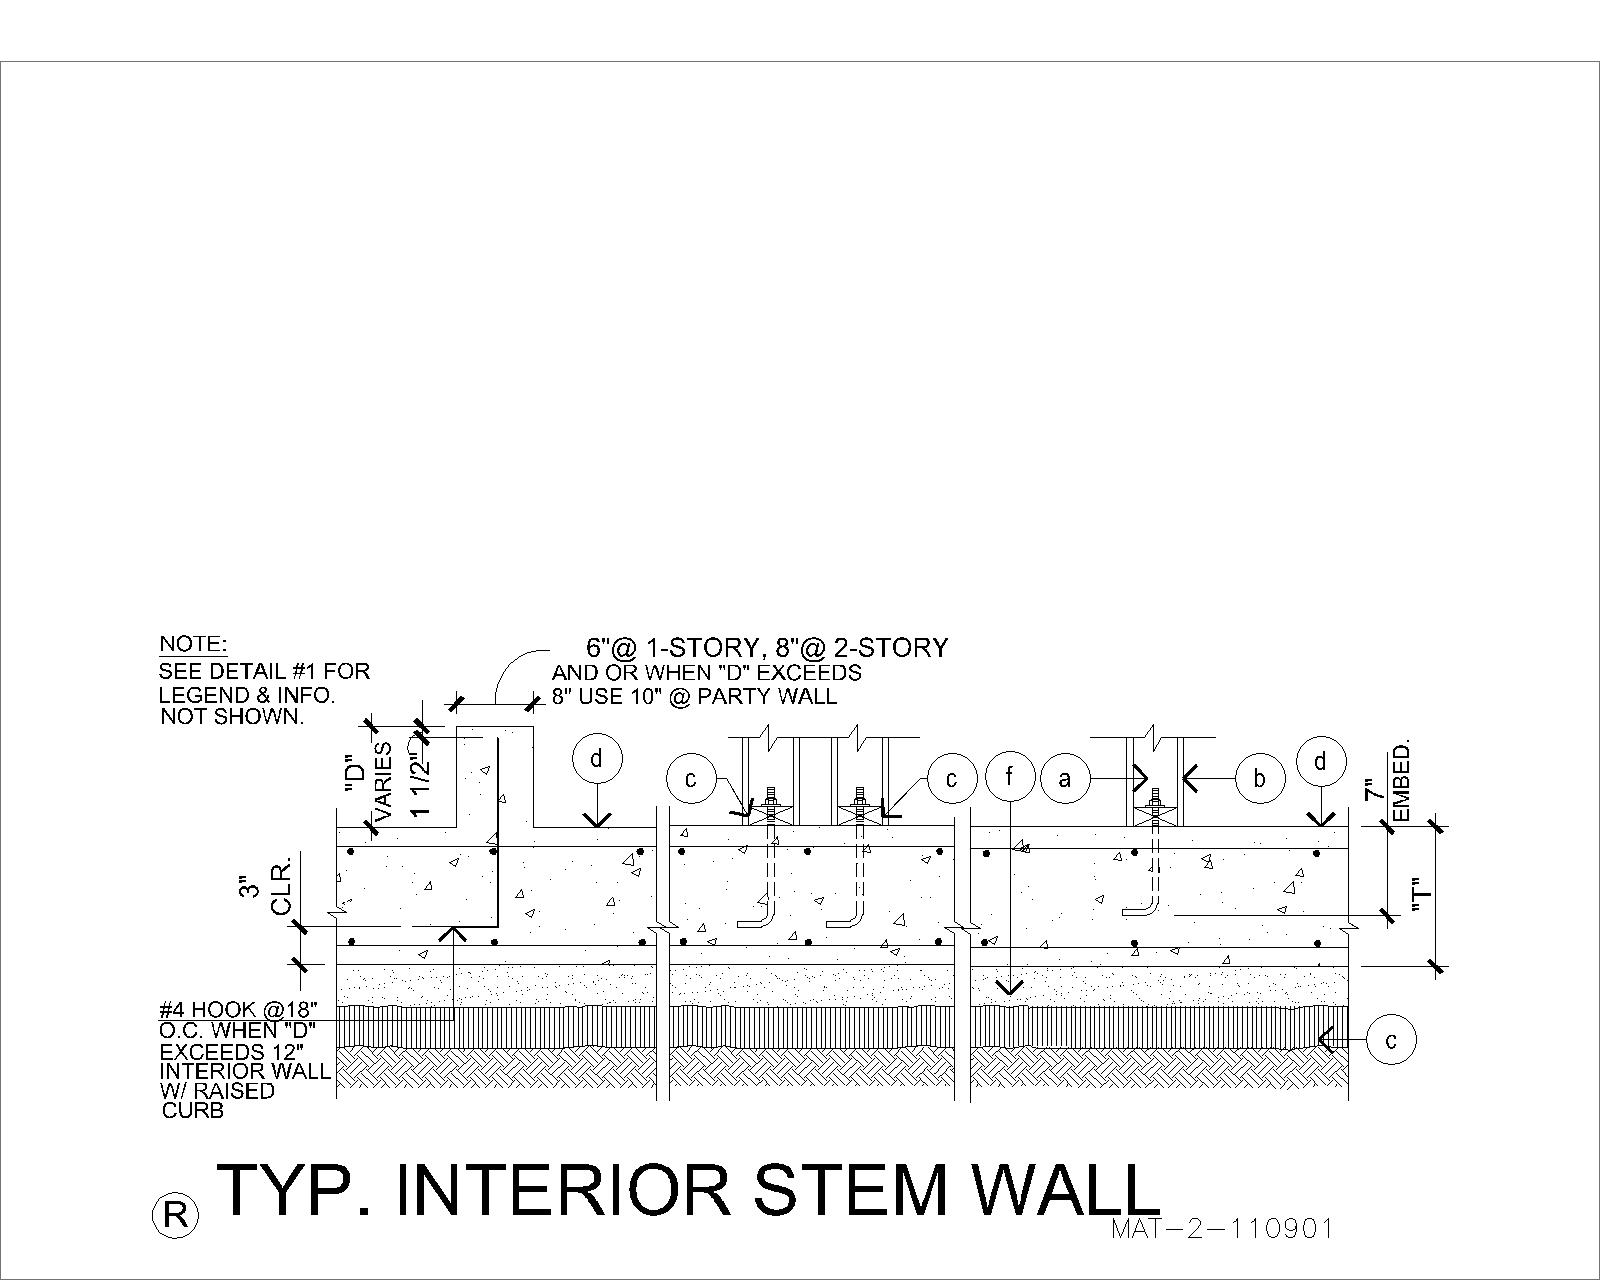 NOTE:
SEE DETAIL #1 FOR
LEGEND & INFO.
NOT SHOWN.
6"@ 1-STORY, 8"@ 2-STORY
AND OR WHEN "D" EXCEEDS
8" USE 10" @ PARTY WALL
"D"
VARIES
1 1/2"
d
c
c
f
a
b
d
7"
EMBED.
3"
CLR.
"T"
#4 HOOK @18"
O.C. WHEN "D"
EXCEEDS 12"
INTERIOR WALL
W/ RAISED
CURB
c
R
TYP. INTERIOR STEM WALL
MAT-2-110901